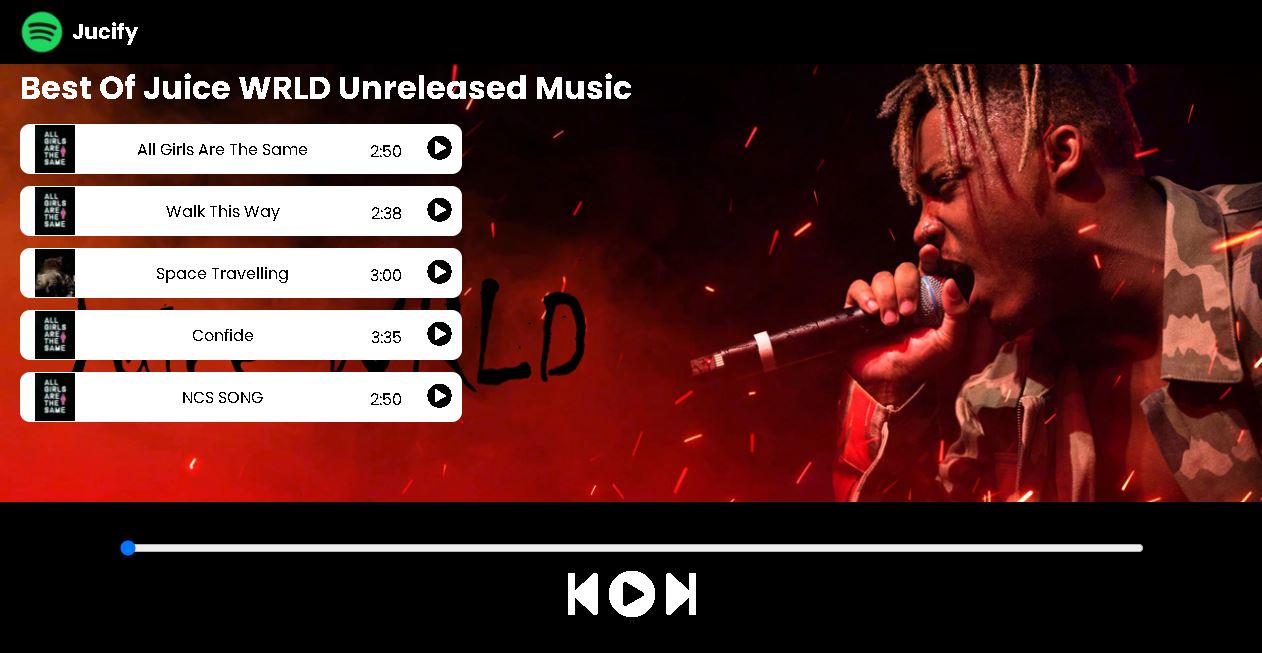 Jucify
Best Of Juice WRLD Unreleased Music
ALL
GIRLS
ARE
THE
SAME
All Girls Are The Same 2:50
ALL
GIRLS
ARE
THE
SAME
Walk This Way 2:38
Space Travelling 3:00
ALL
GIRLS
ARE
THE
SAME
Confide 3:35
Juice WRLD
ALL
GIRLS
ARE
THE
SAME
NCS SONG 2:50